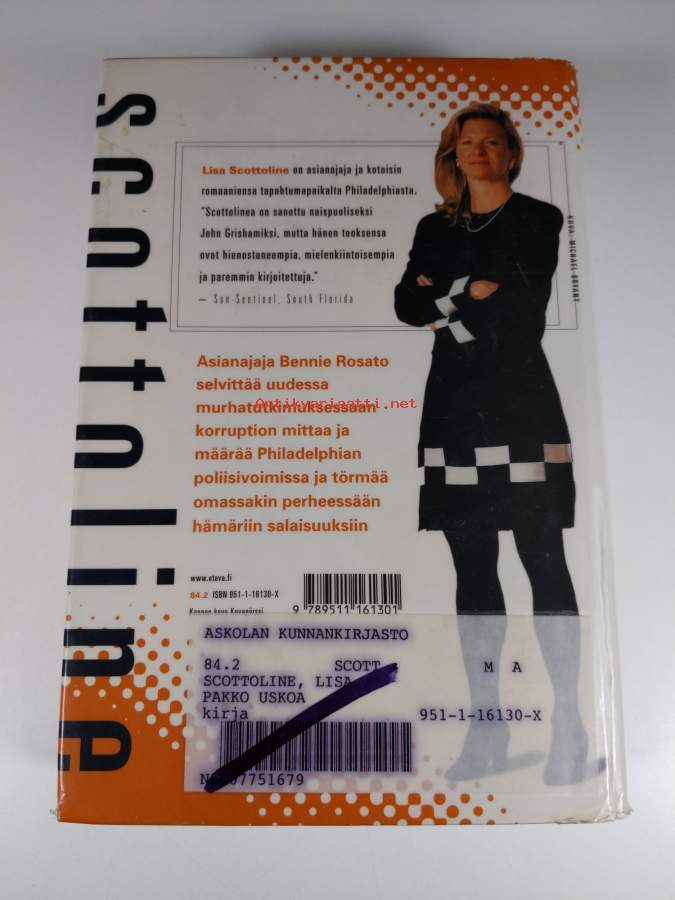 scottoline
Lisa Scottoline on asianajaja ja kotoisin
romaaniensa tapahtumapaikalta Philadelphiasta.
"Scottolinea on sanottu naispuoliseksi
John Grishamiksi, mutta hänen teoksensa
ovat hienostuneempia, mielenkiintoisempia
ja paremmin kirjoitettuja."
— Sun-Sentinel, South Florida
KUVA: MICHAEL BRYANT
Asianajaja Bennie Rosato
selvittää uudessa
murhatutkimuksessaan
Antikvariaatti.net
korruption mittaa ja
määrää Philadelphian
poliisivoimissa ja törmää
omassakin perheessään
hämäriin salaisuuksiin
www.otava.fi
84.2 ISBN 951-1-16130-X
9 789511 161301
ASKOLAN KUNNANKIRJASTO
84.2 SCOTT M A
SCOTTOLINE, LISA
PAKKO USKOA
kirja 951-1-16130-X